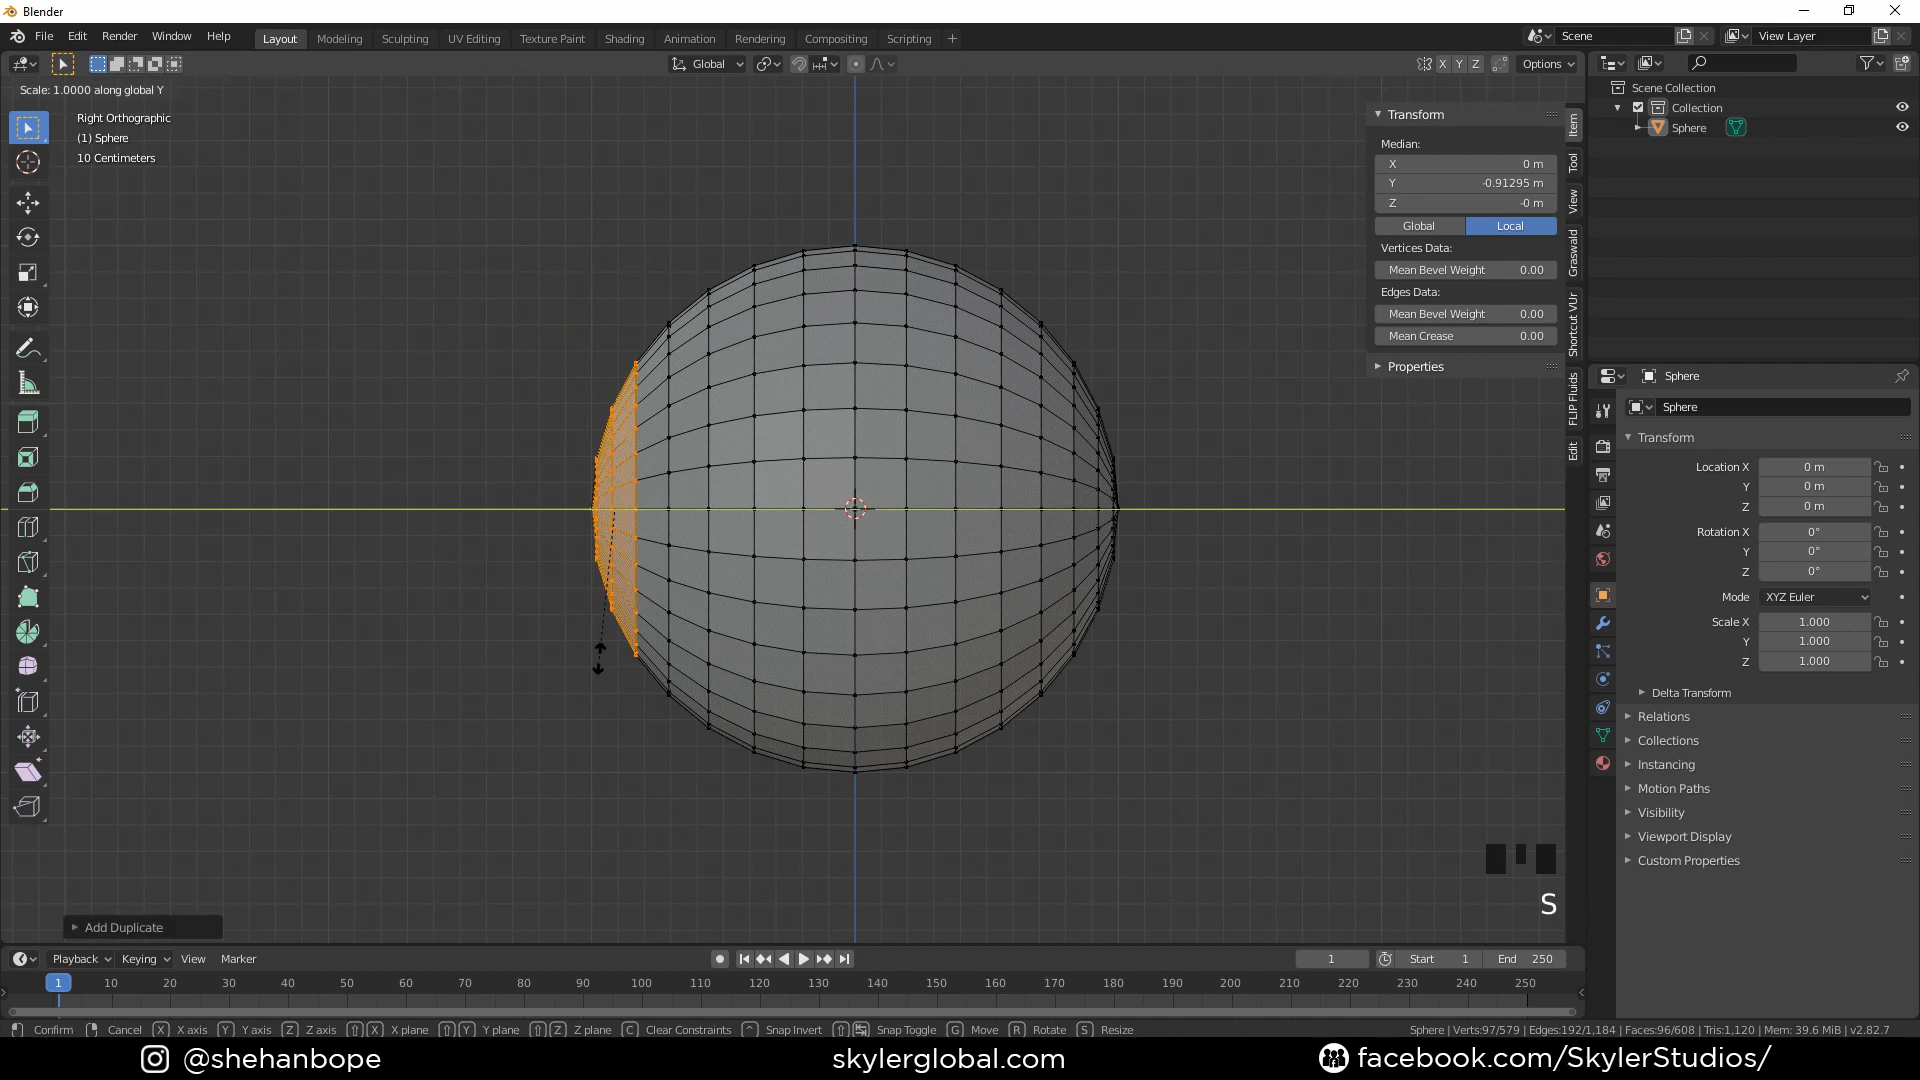 Blender
File Edit Render Window Help
Layout Modeling Sculpting UV Editing Texture Paint Shading Animation Rendering Compositing Scripting +
Scene
View Layer
Global
X Y Z
Options
Scale: 1.0000 along global Y
Right Orthographic
(1) Sphere
10 Centimeters
Transform
Median:
X 0 m
Y -0.91295 m
Z -0 m
Global Local
Vertices Data:
Mean Bevel Weight 0.00
Edges Data:
Mean Bevel Weight 0.00
Mean Crease 0.00
Properties
Item
Tool
View
Graswald
Shortcut VUr
FLIP Fluids
Edit
Scene Collection
Collection
Sphere
Sphere
Sphere
Transform
Location X 0 m
Y 0 m
Z 0 m
Rotation X 0°
Y 0°
Z 0°
Mode XYZ Euler
Scale X 1.000
Y 1.000
Z 1.000
Delta Transform
Relations
Collections
Instancing
Motion Paths
Visibility
Viewport Display
Custom Properties
S
Add Duplicate
Playback Keying View Marker
1
Start 1
End 250
1 10 20 30 40 50 60 70 80 90 100 110 120 130 140 150 160 170 180 190 200 210 220 230 240 250
Confirm Cancel X X axis Y Y axis Z Z axis X X plane Y Y plane Z Z plane C Clear Constraints ^ Snap Invert Snap Toggle G Move R Rotate S Resize
Sphere | Verts:97/579 | Edges:192/1,184 | Faces:96/608 | Tris:1,120 | Mem: 39.6 MiB | v2.82.7
@shehanbope
skylerglobal.com
facebook.com/SkylerStudios/